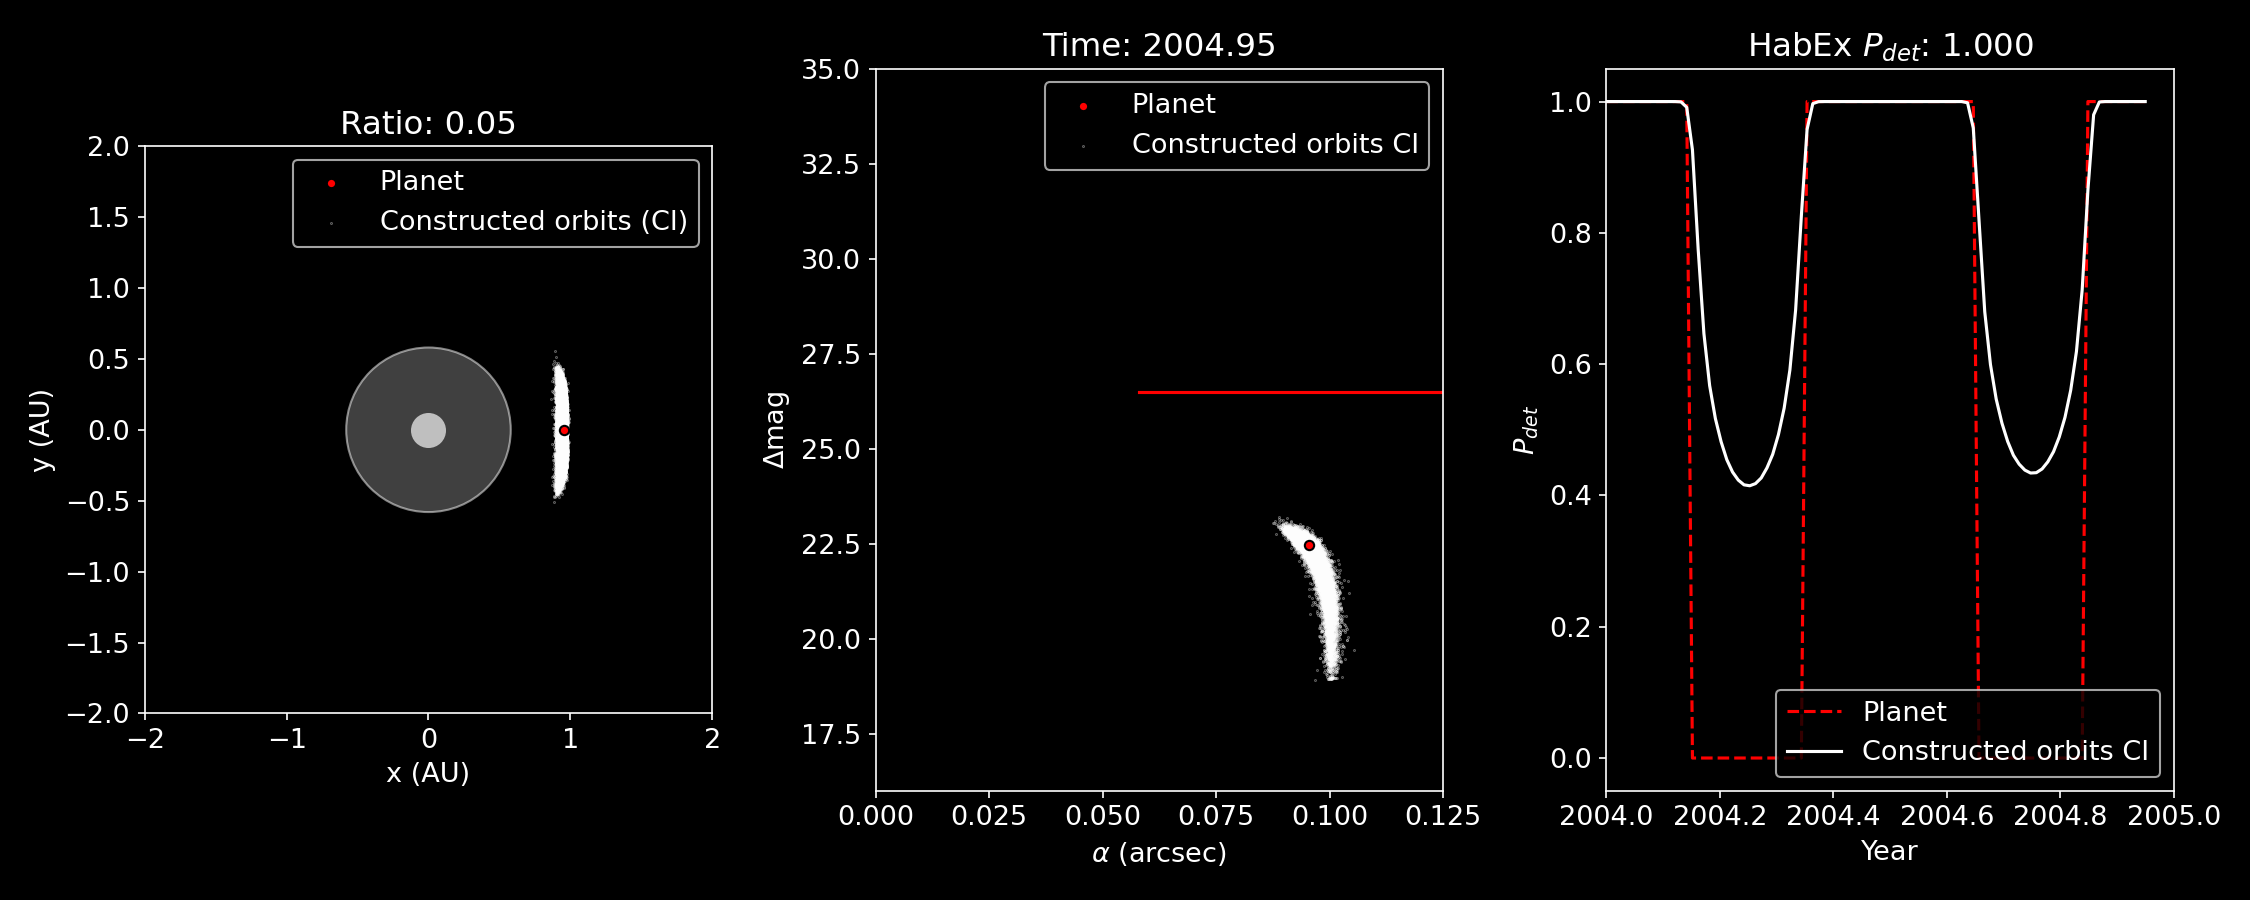 Ratio: 0.05
Planet
Constructed orbits (CI)
2.0
1.5
1.0
0.5
0.0
−0.5
−1.0
−1.5
−2.0
y (AU)
−2
−1
0
1
2
x (AU)
Time: 2004.95
Planet
Constructed orbits CI
35.0
32.5
30.0
27.5
25.0
22.5
20.0
17.5
Δmag
0.000
0.025
0.050
0.075
0.100
0.125
α (arcsec)
HabEx P_det: 1.000
1.0
0.8
0.6
0.4
0.2
0.0
P_det
Planet
Constructed orbits CI
2004.0
2004.2
2004.4
2004.6
2004.8
2005.0
Year